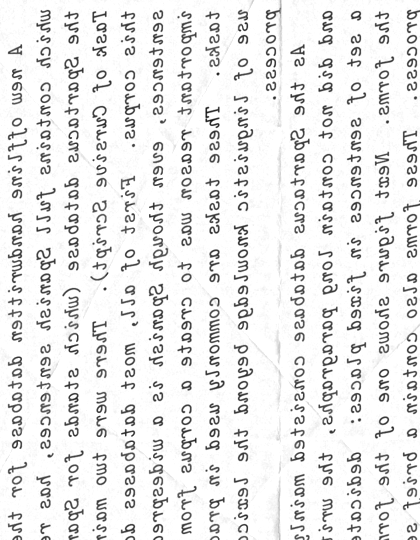 A new offline handwritten database for the
which contains full Spanish sentences, has re
the Spartacus database (which stands for Spar
Task of Cursive Script). There were two main
this corpus. First of all, most databases do
sentences, even though Spanish is a widesprea
important reason was to create a corpus from
tasks. These tasks are commonly used in prac
use of linguistic knowledge beyond the lexico
process.
As the Spartacus database consisted mainly
and did not contain long paragraphs, the writ
a set of sentences in fixed places: dedicate
the forms. Next figure shows one of the form
process. These forms also contain a brief s